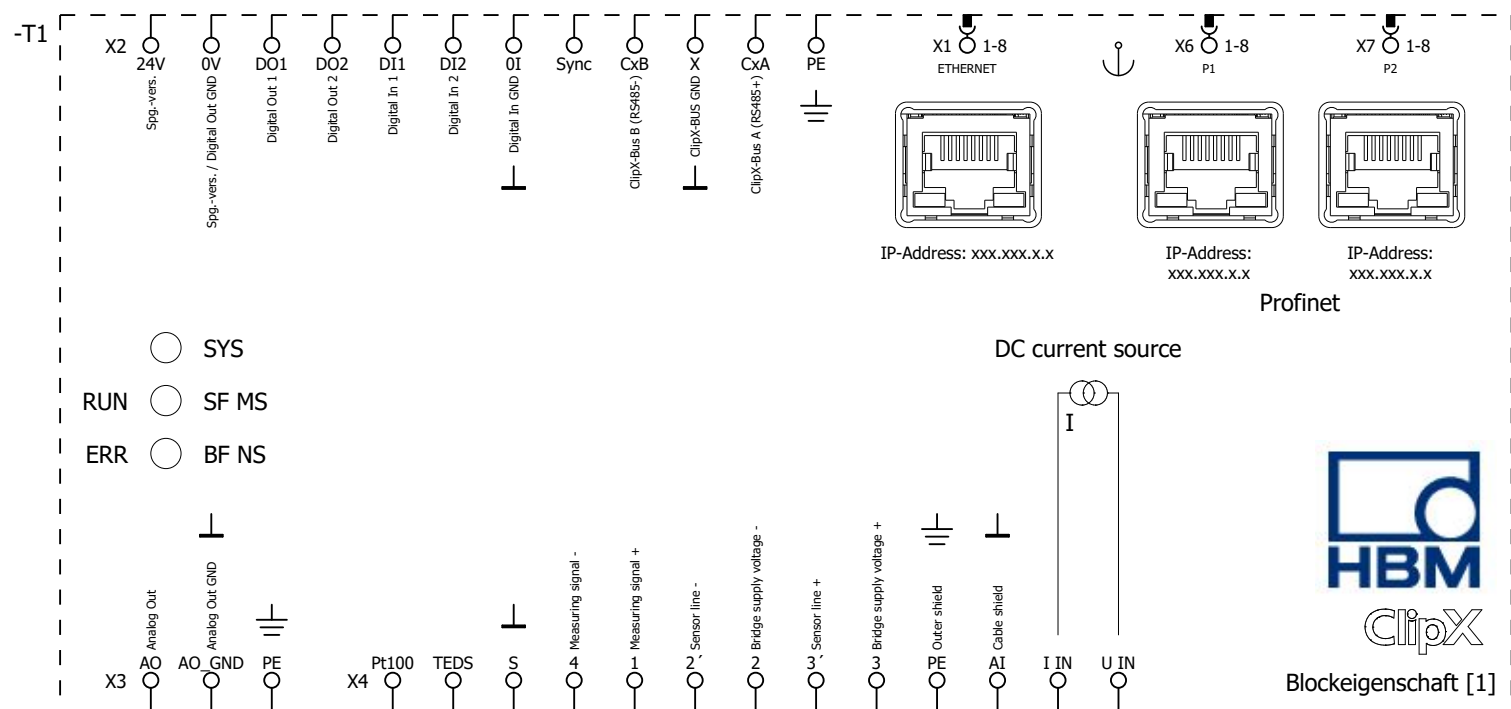 -T1
X2
24V 0V DO1 DO2 DI1 DI2 0I Sync CxB X CxA PE
Spg.-vers.
Spg.-vers. / Digital Out GND
Digital Out 1
Digital Out 2
Digital In 1
Digital In 2
Digital In GND
ClipX-Bus B (RS485-)
ClipX-BUS GND
ClipX-Bus A (RS485+)
X1 1-8
ETHERNET
X6 1-8
P1
X7 1-8
P2
IP-Address: xxx.xxx.x.x
IP-Address:
xxx.xxx.x.x
IP-Address:
xxx.xxx.x.x
Profinet
SYS
RUN SF MS
ERR BF NS
DC current source
I
HBM
ClipX
Blockeigenschaft [1]
Analog Out
Analog Out GND
Measuring signal -
Measuring signal +
Sensor line -
Bridge supply voltage -
Sensor line +
Bridge supply voltage +
Outer shield
Cable shield
X3
AO AO_GND PE
X4
Pt100 TEDS S 4 1 2´ 2 3´ 3 PE AI I IN U IN